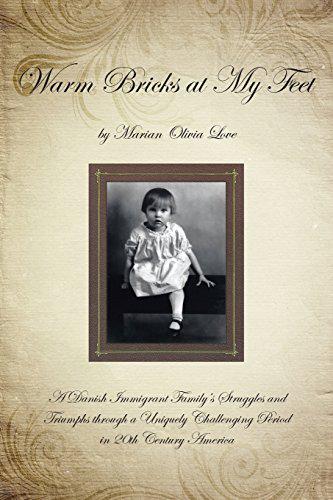 Warm Bricks at My Feet
by Marian Olivia Love
A Danish Immigrant Family's Struggles and
Triumphs through a Uniquely Challenging Period
in 20th Century America